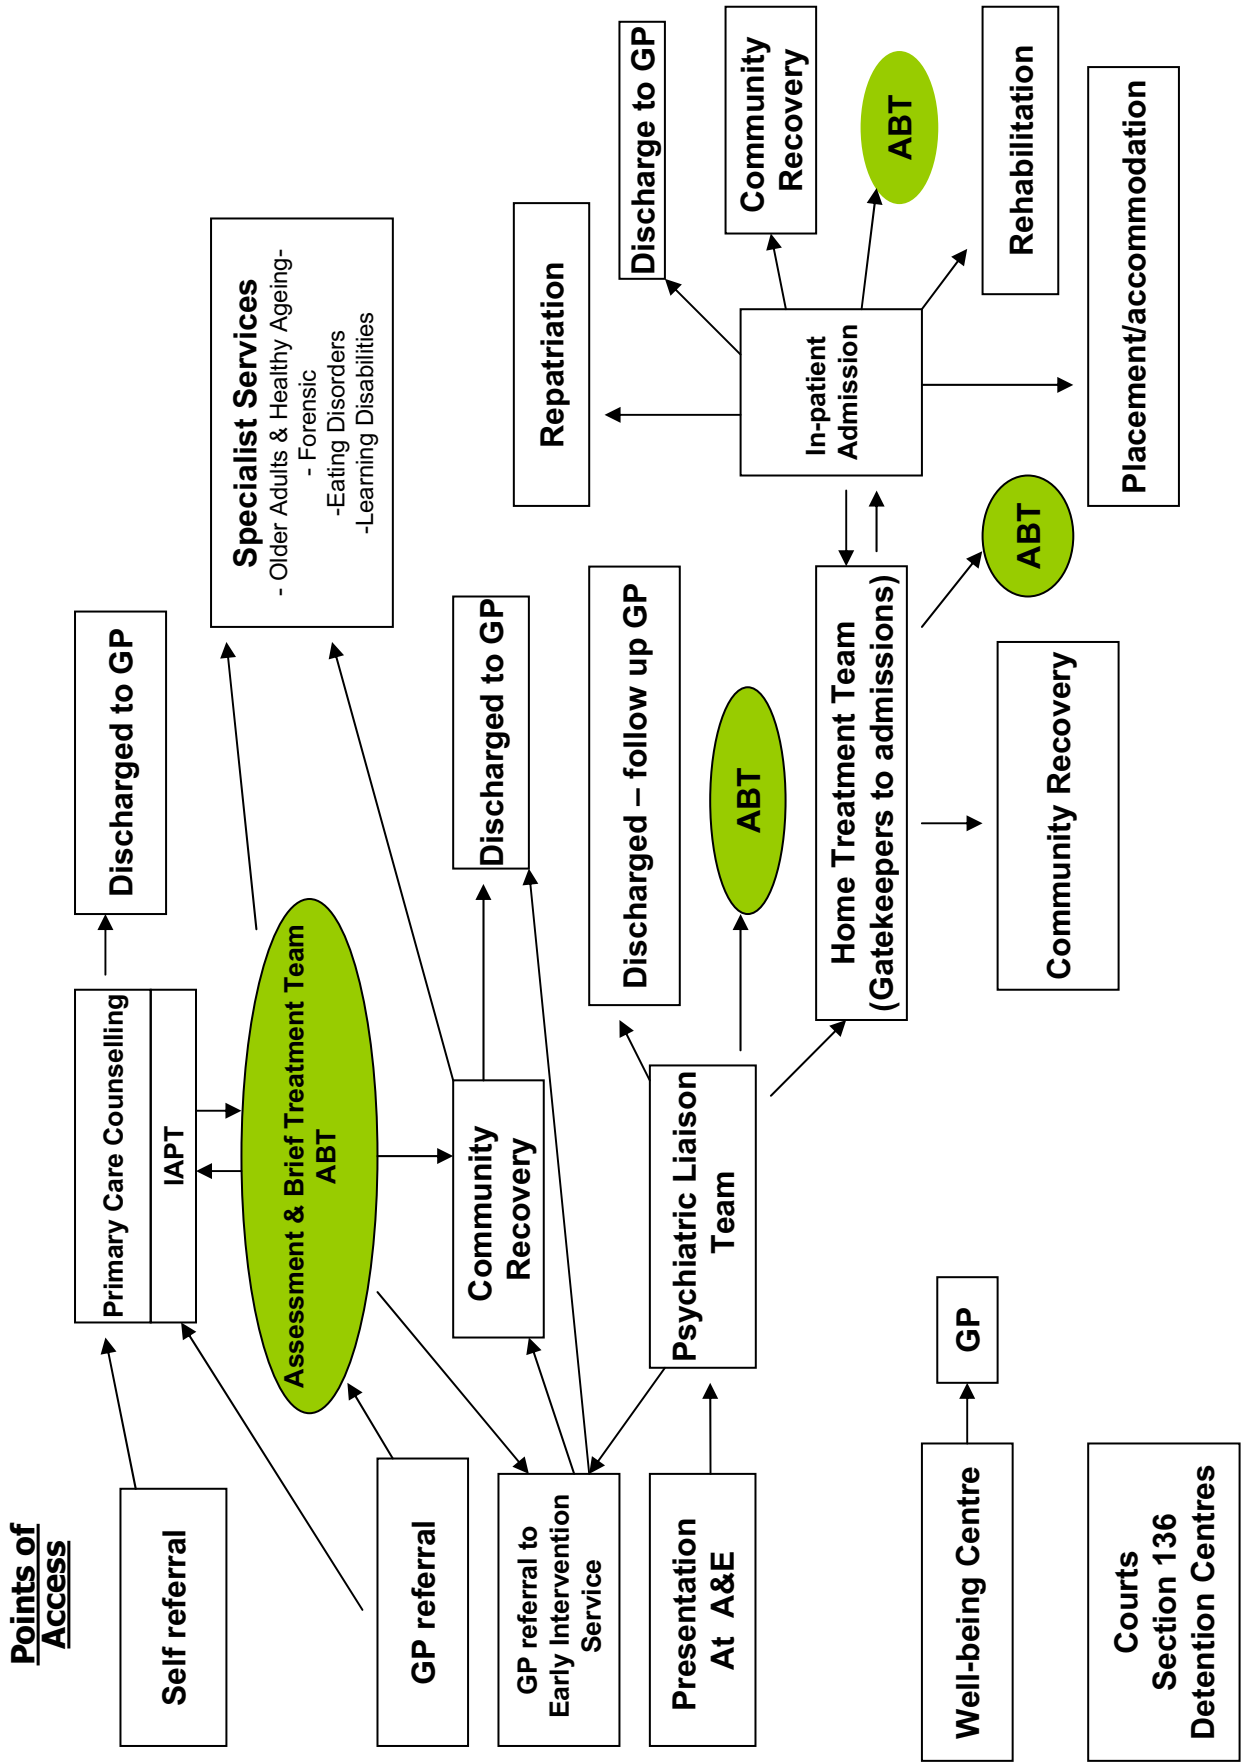 Points of
Access
Self referral
GP referral
GP referral to
Early Intervention
Service
Presentation
At A&E
Well-being Centre
Courts
Section 136
Detention Centres
Primary Care Counselling
IAPT
Assessment & Brief Treatment Team
ABT
Community
Recovery
Psychiatric Liaison
Team
GP
Discharged to GP
Specialist Services
- Older Adults & Healthy Ageing-
- Forensic
-Eating Disorders
-Learning Disabilities
Discharged to GP
Discharged – follow up GP
ABT
Home Treatment Team
(Gatekeepers to admissions)
Community Recovery
ABT
In-patient
Admission
Repatriation
Discharge to GP
Community
Recovery
ABT
Rehabilitation
Placement/accommodation